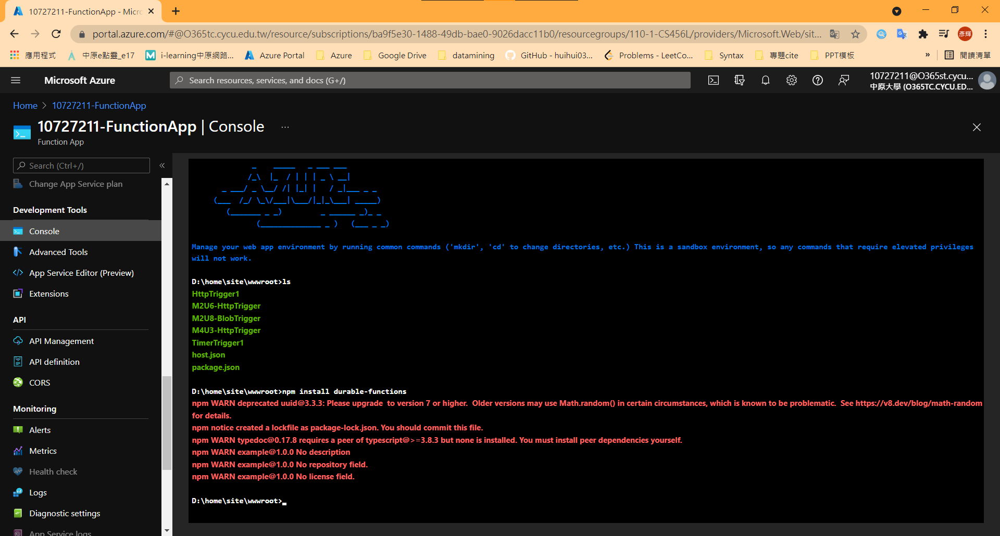 10727211-FunctionApp - Micr
portal.azure.com/#@O365tc.cycu.edu.tw/resource/subscriptions/ba9f5e30-1488-49db-bae0-9026dacc11b0/resourcegroups/110-1-CS456L/providers/Microsoft.Web/sit...
彥輝
應用程式
中原e點靈_e17
i-learning中原網路...
Azure Portal
Azure
Google Drive
datamining
GitHub - huihui03...
Problems - LeetCo...
Syntax
專題cite
PPT模板
»
閱讀清單
Microsoft Azure
Search resources, services, and docs (G+/)
10727211@O365st.cycu...
中原大學 (O365TC.CYCU.ED...
Home > 10727211-FunctionApp
10727211-FunctionApp | Console ...
Function App
Search (Ctrl+/)
«
Change App Service plan
Development Tools
Console
Advanced Tools
App Service Editor (Preview)
Extensions
API
API Management
API definition
CORS
Monitoring
Alerts
Metrics
Health check
Logs
Diagnostic settings
App Service logs
Manage your web app environment by running common commands ('mkdir', 'cd' to change directories, etc.) This is a sandbox environment, so any commands that require elevated privileges
will not work.
D:\home\site\wwwroot>ls
HttpTrigger1
M2U6-HttpTrigger
M2U8-BlobTrigger
M4U3-HttpTrigger
TimerTrigger1
host.json
package.json
D:\home\site\wwwroot>npm install durable-functions
npm WARN deprecated uuid@3.3.3: Please upgrade  to version 7 or higher.  Older versions may use Math.random() in certain circumstances, which is known to be problematic.  See https://v8.dev/blog/math-random
for details.
npm notice created a lockfile as package-lock.json. You should commit this file.
npm WARN typedoc@0.17.8 requires a peer of typescript@>=3.8.3 but none is installed. You must install peer dependencies yourself.
npm WARN example@1.0.0 No description
npm WARN example@1.0.0 No repository field.
npm WARN example@1.0.0 No license field.
D:\home\site\wwwroot>